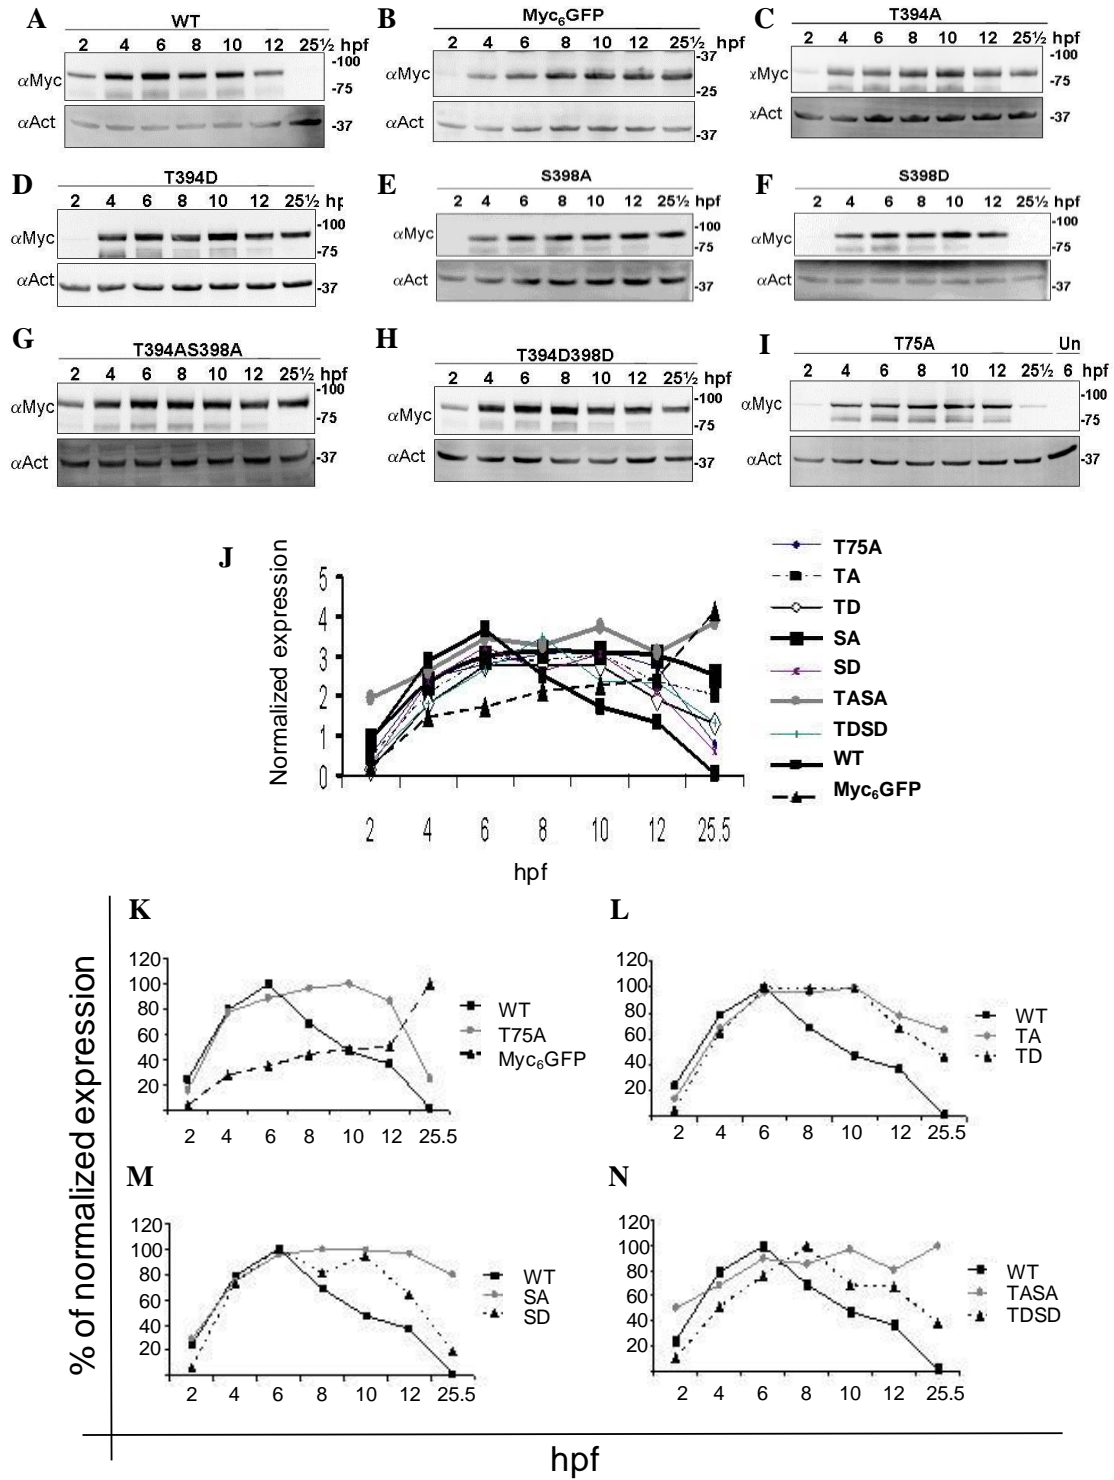 A
WT
2 4 6 8 10 12 25½ hpf
αMyc
-100
-75
αAct
-37
B
Myc6GFP
2 4 6 8 10 12 25½ hpf
αMyc
-37
-25
αAct
-37
C
T394A
2 4 6 8 10 12 25½ hpf
αMyc
-100
-75
αAct
-37
D
T394D
2 4 6 8 10 12 25½ hp
αMyc
-100
-75
αAct
-37
E
S398A
2 4 6 8 10 12 25½ hpf
αMyc
-100
-75
αAct
-37
F
S398D
2 4 6 8 10 12 25½ hpf
αMyc
-100
-75
αAct
-37
G
T394AS398A
2 4 6 8 10 12 25½ hpf
αMyc
-100
-75
αAct
-37
H
T394D398D
2 4 6 8 10 12 25½ hpf
αMyc
-100
-75
αAct
-37
I
T75A Un
2 4 6 8 10 12 25½ 6 hpf
αMyc
-100
-75
αAct
-37
J
Normalized expression
5
4
3
2
1
0
2 4 6 8 10 12 25.5
hpf
T75A
TA
TD
SA
SD
TASA
TDSD
WT
Myc6GFP
% of normalized expression
K
120
100
80
60
40
20
2 4 6 8 10 12 25.5
WT
T75A
Myc6GFP
L
120
100
80
60
40
20
2 4 6 8 10 12 25.5
WT
TA
TD
M
120
100
80
60
40
20
2 4 6 8 10 12 25.5
WT
SA
SD
N
120
100
80
60
40
20
2 4 6 8 10 12 25.5
WT
TASA
TDSD
hpf